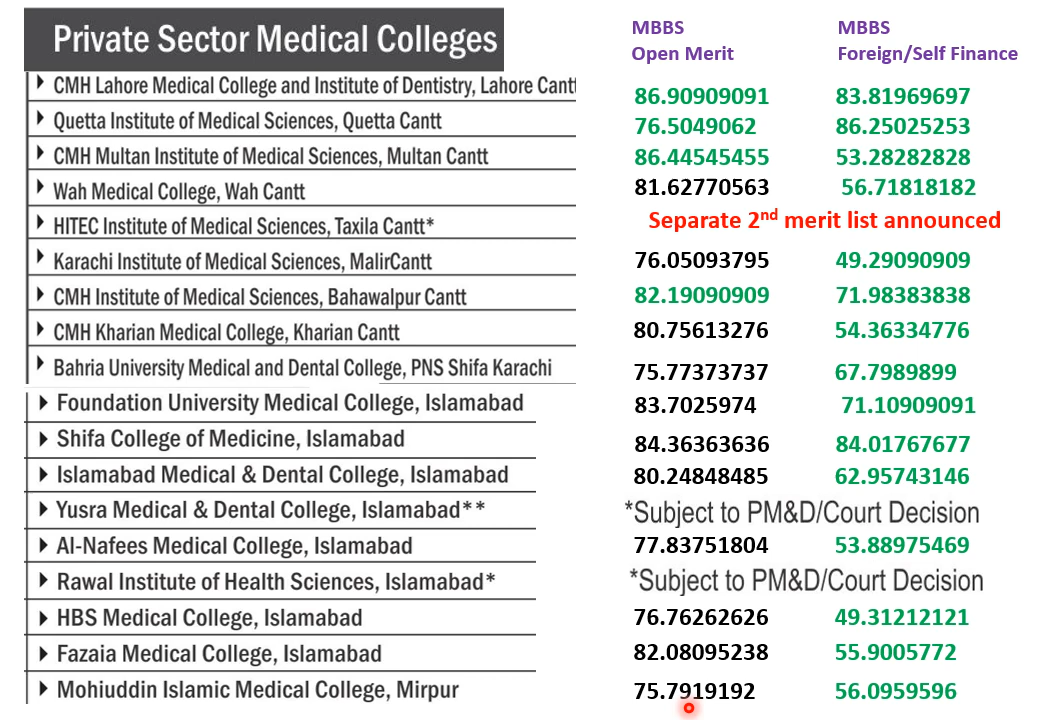 Private Sector Medical Colleges
MBBS Open Merit
MBBS Foreign/Self Finance
CMH Lahore Medical College and Institute of Dentistry, Lahore Cantt 86.90909091 83.81969697
Quetta Institute of Medical Sciences, Quetta Cantt 76.5049062 86.25025253
CMH Multan Institute of Medical Sciences, Multan Cantt 86.44545455 53.28282828
Wah Medical College, Wah Cantt 81.62770563 56.71818182
HITEC Institute of Medical Sciences, Taxila Cantt* Separate 2nd merit list announced
Karachi Institute of Medical Sciences, MalirCantt 76.05093795 49.29090909
CMH Institute of Medical Sciences, Bahawalpur Cantt 82.19090909 71.98383838
CMH Kharian Medical College, Kharian Cantt 80.75613276 54.36334776
Bahria University Medical and Dental College, PNS Shifa Karachi 75.77373737 67.7989899
Foundation University Medical College, Islamabad 83.7025974 71.10909091
Shifa College of Medicine, Islamabad 84.36363636 84.01767677
Islamabad Medical & Dental College, Islamabad 80.24848485 62.95743146
Yusra Medical & Dental College, Islamabad** *Subject to PM&D/Court Decision
Al-Nafees Medical College, Islamabad 77.83751804 53.88975469
Rawal Institute of Health Sciences, Islamabad* *Subject to PM&D/Court Decision
HBS Medical College, Islamabad 76.76262626 49.31212121
Fazaia Medical College, Islamabad 82.08095238 55.9005772
Mohiuddin Islamic Medical College, Mirpur 75.7919192 56.0959596